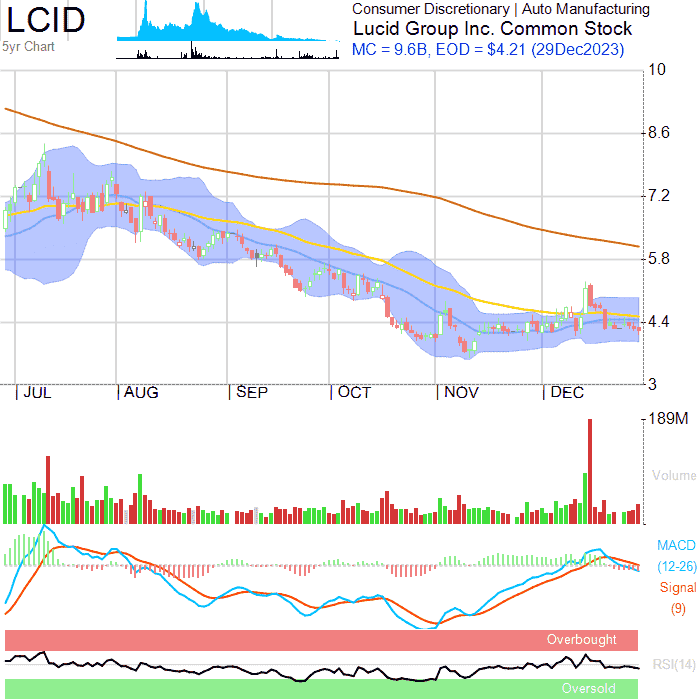 LCID
5yr Chart
Consumer Discretionary | Auto Manufacturing
Lucid Group Inc. Common Stock
MC = 9.6B, EOD = $4.21 (29Dec2023)
10
8.6
7.2
5.8
4.4
3
JUL AUG SEP OCT NOV DEC
189M
Volume
MACD
(12-26)
Signal
(9)
Overbought
RSI(14)
Oversold